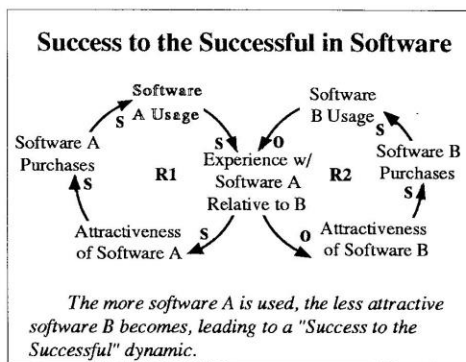 Success to the Successful in Software
Software
A Usage
Software
B Usage
S
S
O
S
Software A
Purchases
S
R1
Experience w/
Software A
Relative to B
R2
Software B
Purchases
S
Attractiveness
of Software A
S
O
Attractiveness
of Software B
The more software A is used, the less attractive
software B becomes, leading to a "Success to the
Successful" dynamic.